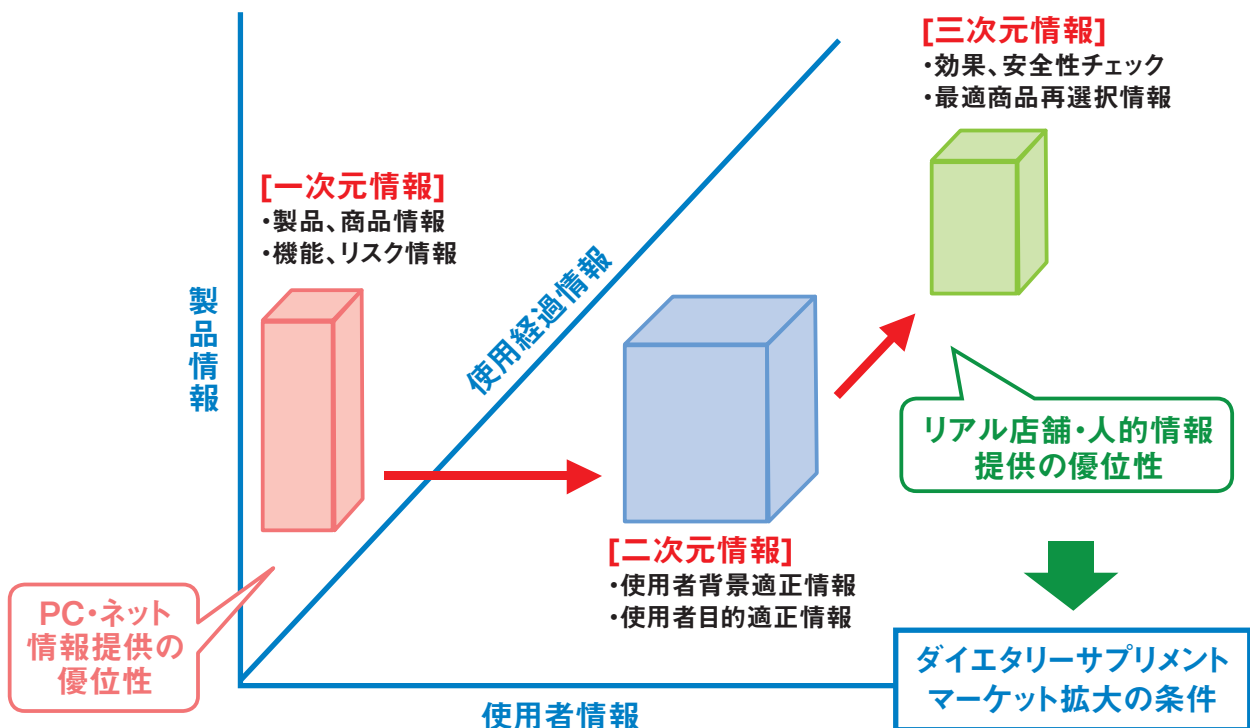 [三次元情報]
・効果、安全性チェック
・最適商品再選択情報
[一次元情報]
・製品、商品情報
・機能、リスク情報
製品情報
使用経過情報
リアル店舗・人的情報
提供の優位性
[二次元情報]
・使用者背景適正情報
・使用者目的適正情報
PC・ネット
情報提供の
優位性
ダイエタリーサプリメント
マーケット拡大の条件
使用者情報